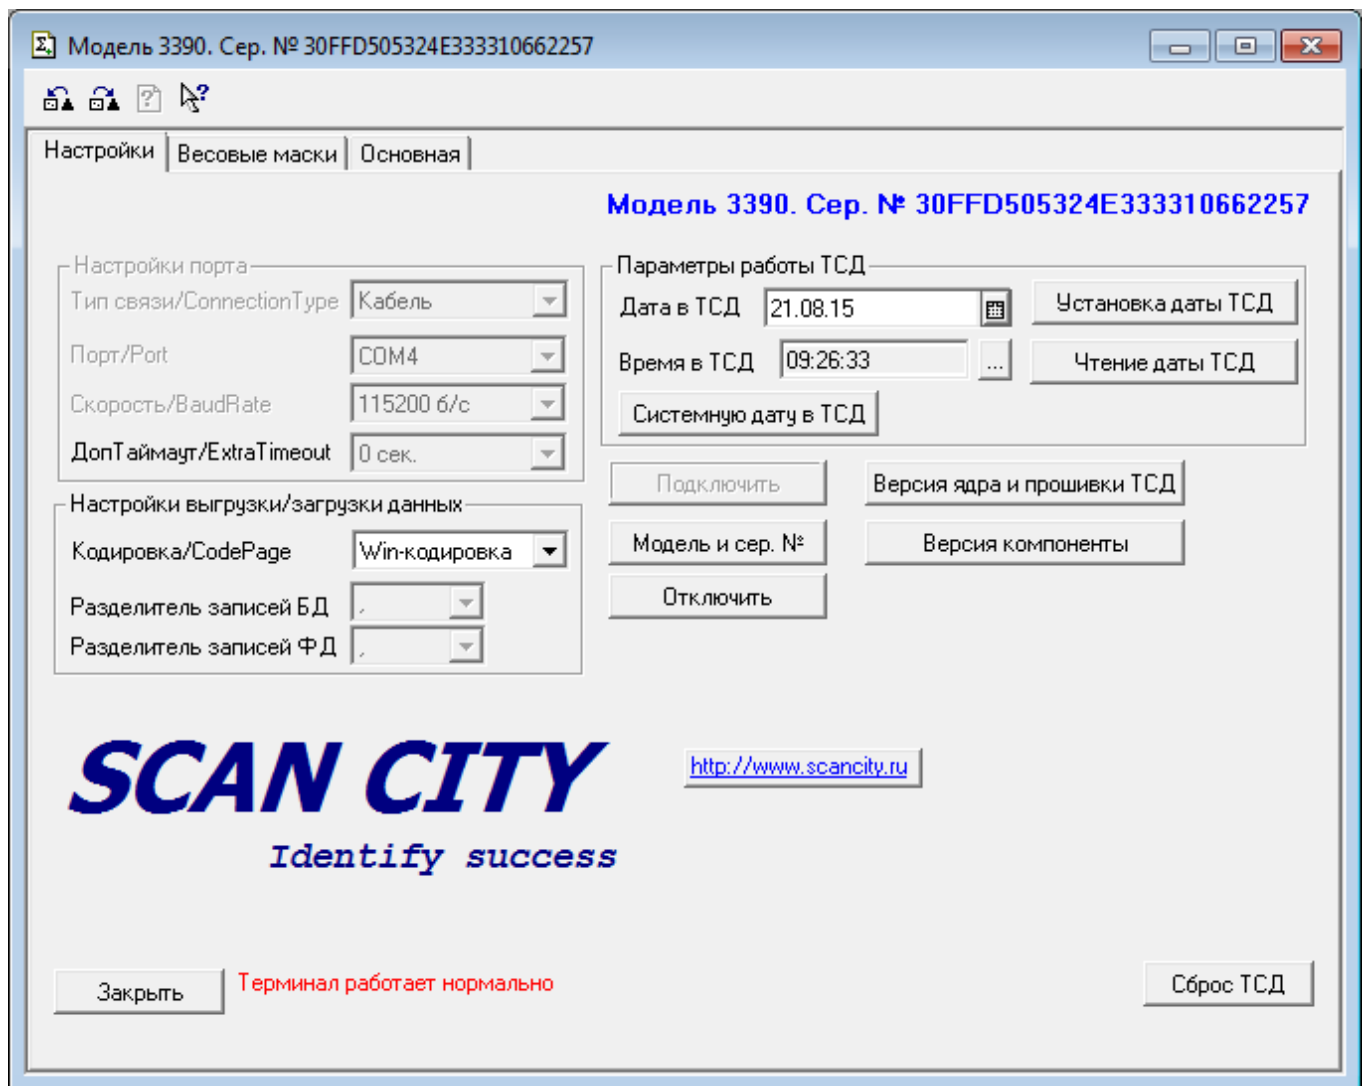 Модель 3390. Сер. № 30FFD505324E333310662257
Настройки Весовые маски Основная
Модель 3390. Сер. № 30FFD505324E333310662257
Настройки порта
Тип связи/ConnectionType Кабель
Порт/Port COM4
Скорость/BaudRate 115200 б/с
ДопТаймаут/ExtraTimeout 0 сек.
Параметры работы ТСД
Дата в ТСД 21.08.15 Установка даты ТСД
Время в ТСД 09:26:33 ... Чтение даты ТСД
Системную дату в ТСД
Настройки выгрузки/загрузки данных
Кодировка/CodePage Win-кодировка
Разделитель записей БД ,
Разделитель записей ФД ,
Подключить Версия ядра и прошивки ТСД
Модель и сер. № Версия компоненты
Отключить
SCAN CITY
Identify success
http://www.scancity.ru
Закрыть Терминал работает нормально Сброс ТСД